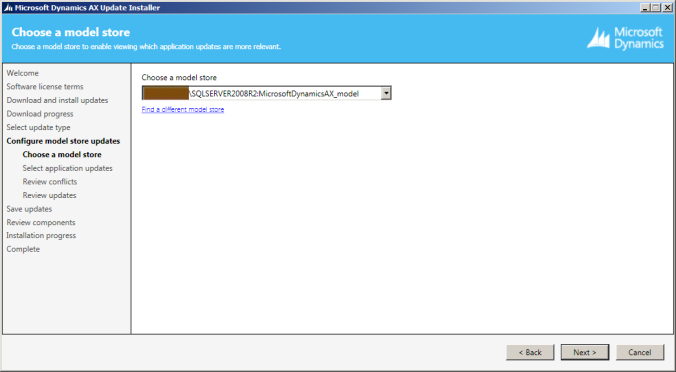 Microsoft Dynamics AX Update Installer
Choose a model store
Choose a model store to enable viewing which application updates are more relevant.
Microsoft
Dynamics
Welcome
Software license terms
Download and install updates
Download progress
Select update type
Configure model store updates
Choose a model store
Select application updates
Review conflicts
Review updates
Save updates
Review components
Installation progress
Complete
Choose a model store
\SQLSERVER2008R2:MicrosoftDynamicsAX_model
Find a different model store
< Back
Next >
Cancel